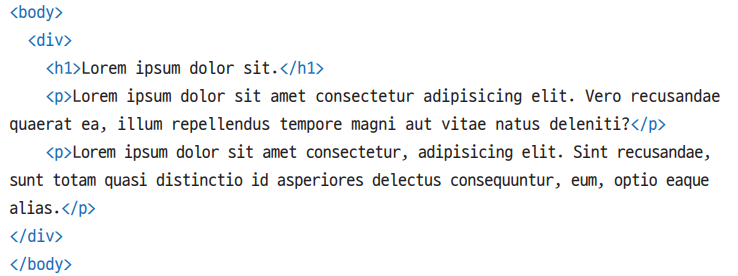 <body>
<div>
<h1>Lorem ipsum dolor sit.</h1>
<p>Lorem ipsum dolor sit amet consectetur adipisicing elit. Vero recusandae
quaerat ea, illum repellendus tempore magni aut vitae natus deleniti?</p>
<p>Lorem ipsum dolor sit amet consectetur, adipisicing elit. Sint recusandae,
sunt totam quasi distinctio id asperiores delectus consequuntur, eum, optio eaque
alias.</p>
</div>
</body>